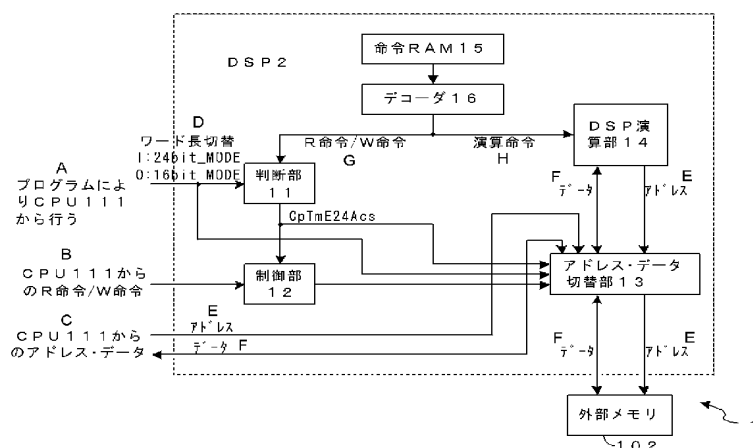 DSP2
命令RAM15
デコーダ16
D
ワード長切替
1:24bit_MODE
0:16bit_MODE
R命令/W命令
G
演算命令
H
DSP演
算部14
A
プログラムによ
りCPU111
から行う
判断部
11
F
データ
E
アドレス
CpTmE24Acs
B
CPU111から
のR命令/W命令
制御部
12
アドレス・データ
切替部13
C
CPU111から
のアドレス・データ
E
アドレス
データ F
F
データ
E
アドレス
外部メモリ
102